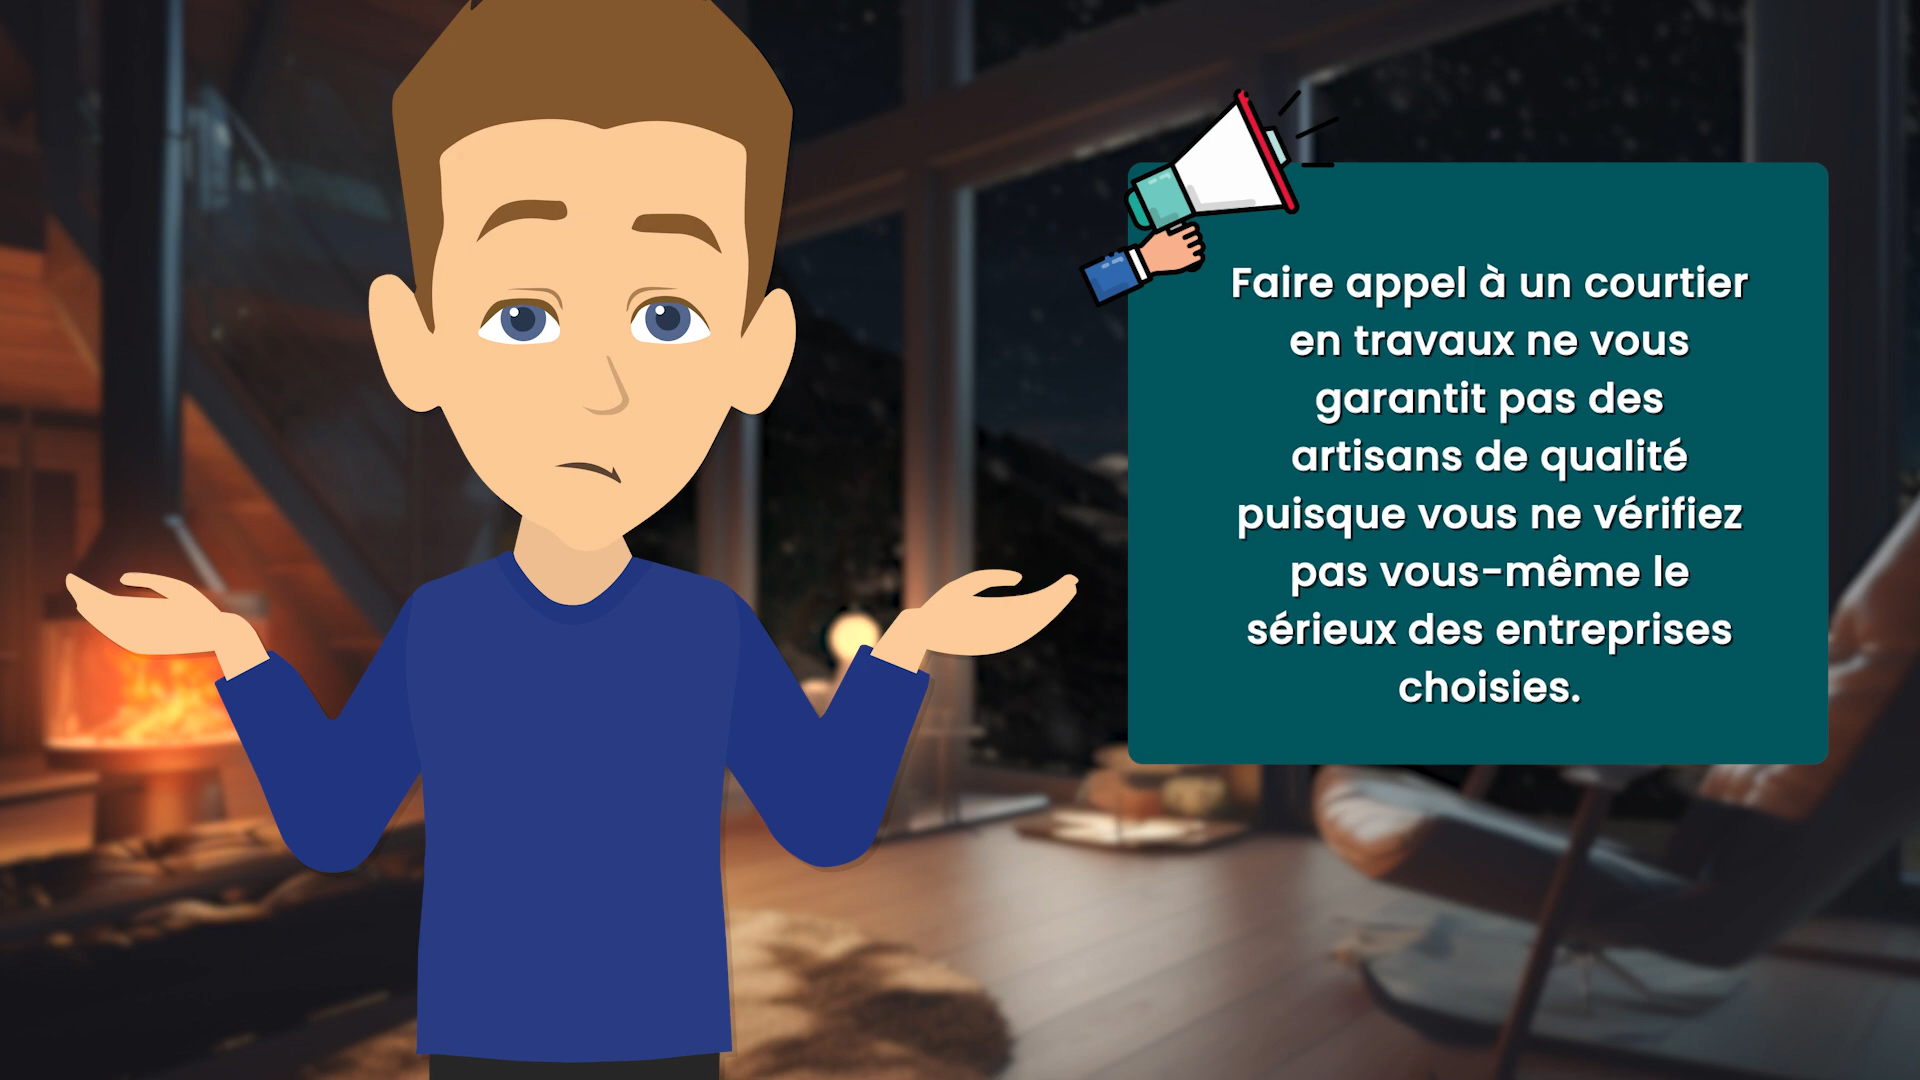 Faire appel à un courtier
en travaux ne vous
garantit pas des
artisans de qualité
puisque vous ne vérifiez
pas vous-même le
sérieux des entreprises
choisies.